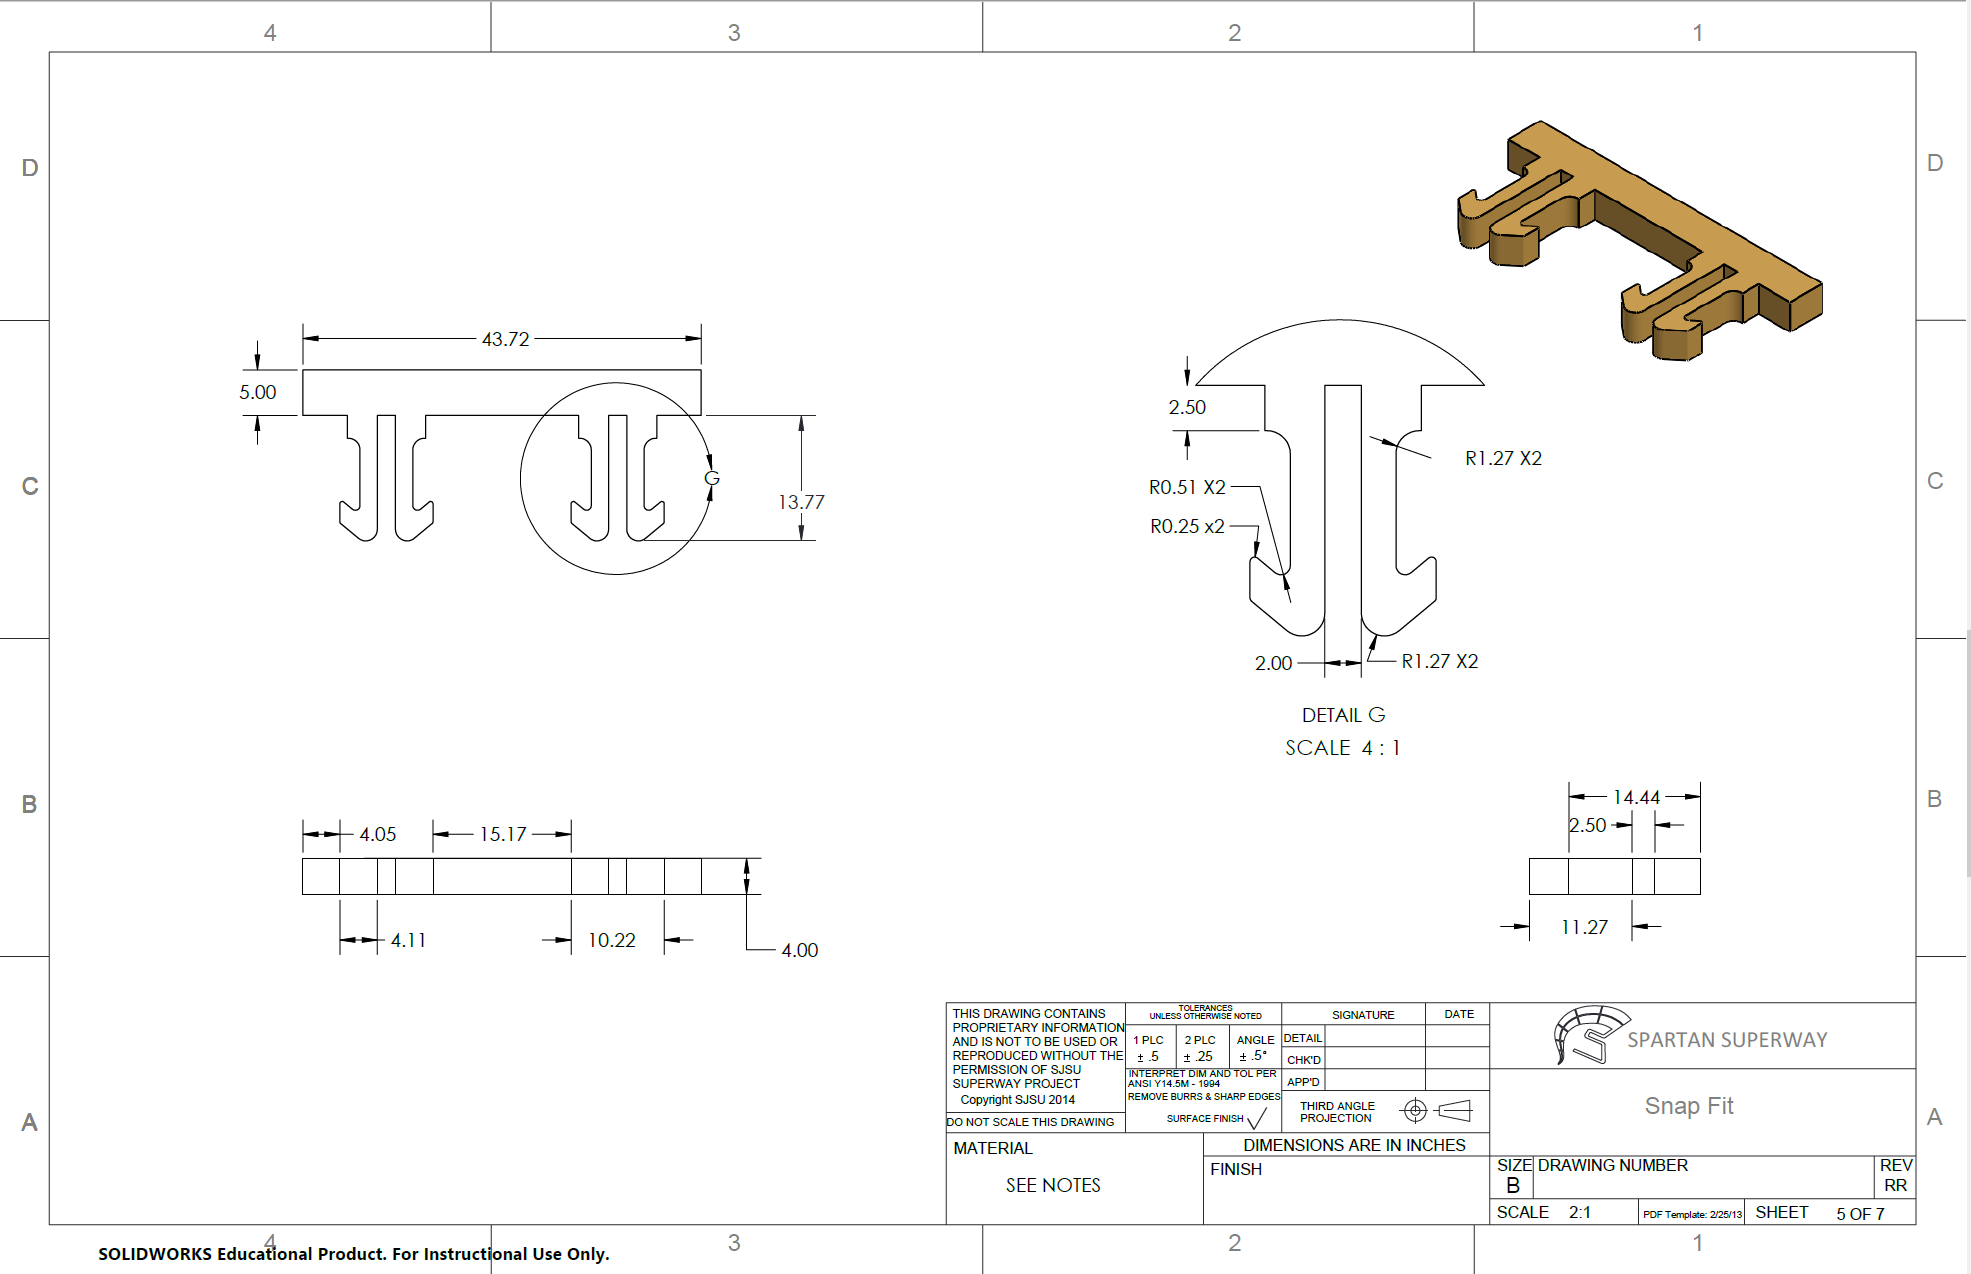 4 3 2 1
D D
43.72
5.00
G
13.77
2.50
R1.27 X2
R0.51 X2
R0.25 x2
2.00
R1.27 X2
DETAIL G
SCALE 4 : 1
C C
B B
4.05
15.17
4.11
10.22
4.00
14.44
2.50
11.27
A A
THIS DRAWING CONTAINS
PROPRIETARY INFORMATION
AND IS NOT TO BE USED OR
REPRODUCED WITHOUT THE
PERMISSION OF SJSU
SUPERWAY PROJECT
Copyright SJSU 2014
DO NOT SCALE THIS DRAWING
TOLERANCES
UNLESS OTHERWISE NOTED
1 PLC 2 PLC ANGLE
± .5 ± .25 ± .5°
INTERPRET DIM AND TOL PER
ANSI Y14.5M - 1994
REMOVE BURRS & SHARP EDGES
SURFACE FINISH
SIGNATURE DATE
DETAIL
CHK'D
APP'D
THIRD ANGLE
PROJECTION
DIMENSIONS ARE IN INCHES
MATERIAL
SEE NOTES
FINISH
SPARTAN SUPERWAY
Snap Fit
SIZE DRAWING NUMBER REV
B RR
SCALE 2:1 PDF Template: 2/25/13 SHEET 5 OF 7
4 3 2 1
SOLIDWORKS Educational Product. For Instructional Use Only.